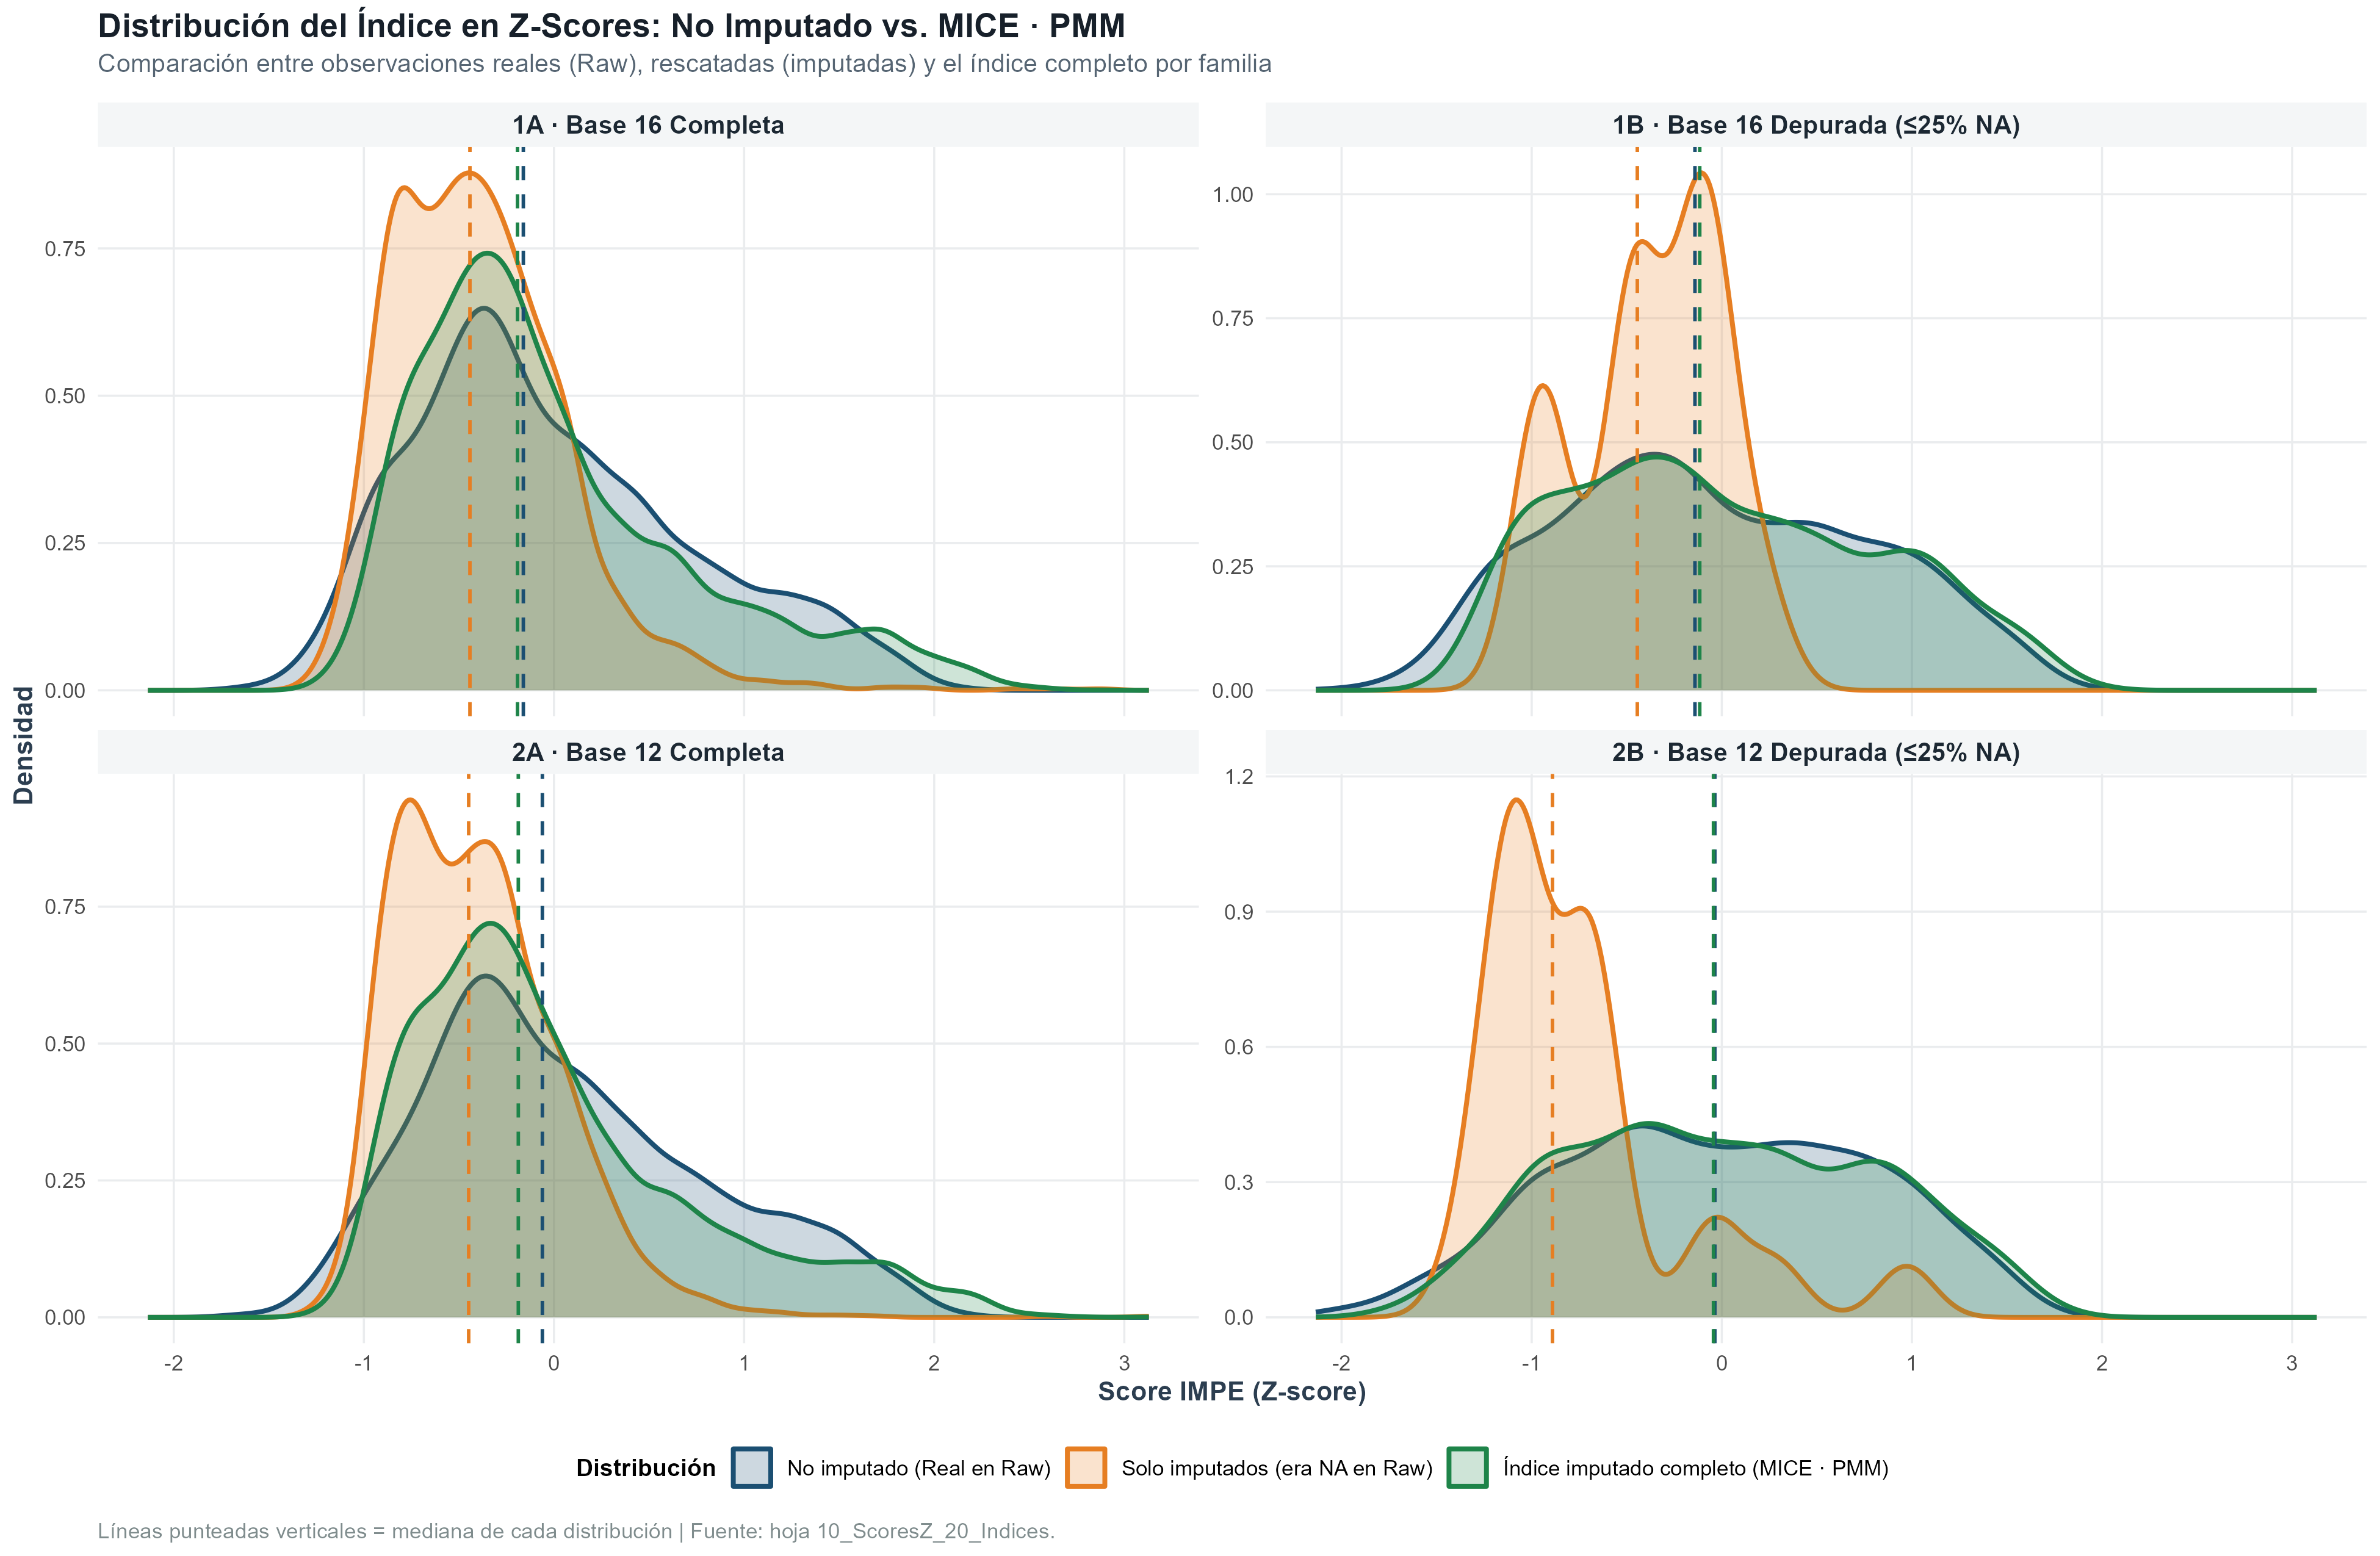 Distribución del Índice en Z-Scores: No Imputado vs. MICE · PMM
Comparación entre observaciones reales (Raw), rescatadas (imputadas) y el índice completo por familia
1A · Base 16 Completa
0.75
0.50
0.25
0.00
-2
-1
0
1
2
3
1B · Base 16 Depurada (≤25% NA)
1.00
0.75
0.50
0.25
0.00
2A · Base 12 Completa
0.75
0.50
0.25
0.00
-2 -1 0 1 2 3
2B · Base 12 Depurada (≤25% NA)
1.2
0.9
0.6
0.3
0.0
-2 -1 0 1 2 3
Densidad
Score IMPE (Z-score)
Distribución
No imputado (Real en Raw)
Solo imputados (era NA en Raw)
Índice imputado completo (MICE · PMM)
Líneas punteadas verticales = mediana de cada distribución | Fuente: hoja 10_ScoresZ_20_Indices.